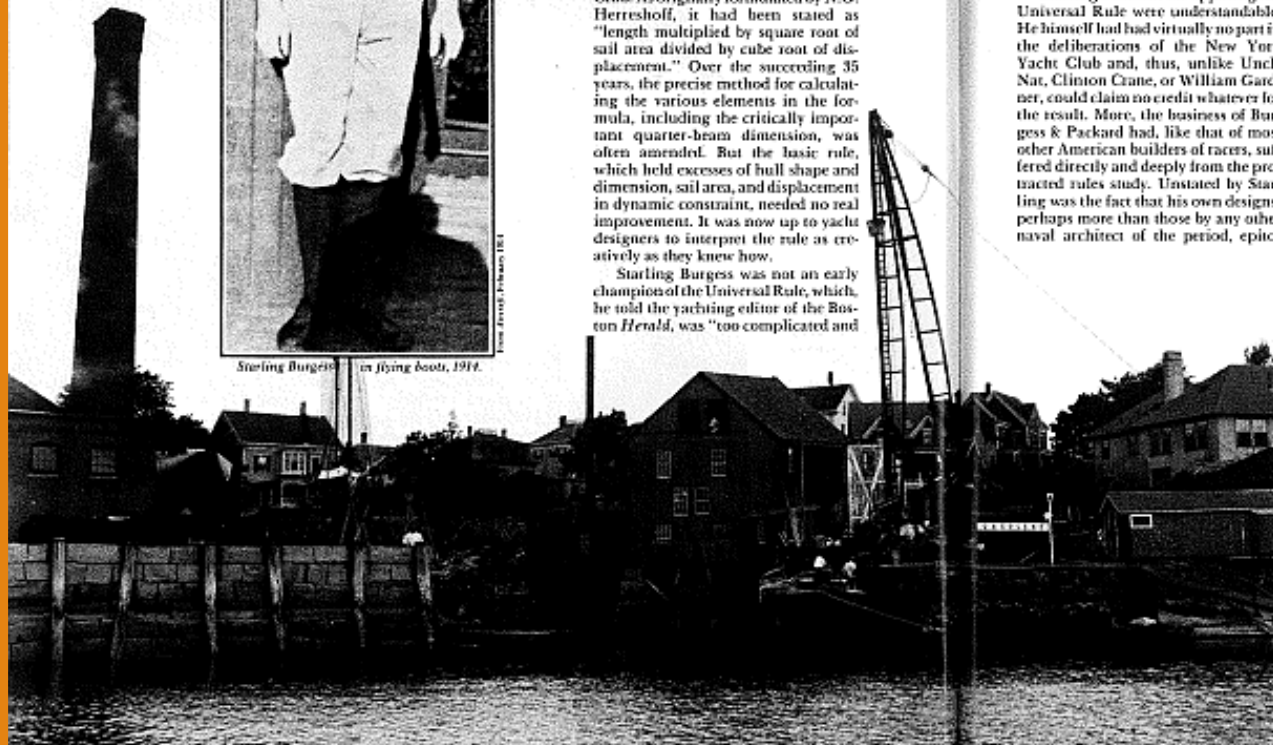 Herreshoff, it had been stated as
"length multiplied by square root of
sail area divided by cube root of dis-
placement." Over the succeeding 35
years, the precise method for calculat-
ing the various elements in the for-
mula, including the critically impor-
tant quarter-beam dimension, was
often amended. But the basic rule,
which held excesses of hull shape and
dimension, sail area, and displacement
in dynamic constraint, needed no real
improvement. It was now up to yacht
designers to interpret the rule as cre-
atively as they knew how.
Starling Burgess was not an early
champion of the Universal Rule, which,
he told the yachting editor of the Bos-
ton Herald, was "too complicated and
Universal Rule were understandable
He himself had had virtually no part i
the deliberations of the New Yor
Yacht Club and, thus, unlike Uncl
Nat, Clinton Crane, or William Gard
ner, could claim no credit whatever fo
the result. More, the business of Bur
gess & Packard had, like that of mos
other American builders of racers, suf
fered directly and deeply from the pro
tracted rules study. Unstated by Star
ling was the fact that his own designs
perhaps more than those by any othe
naval architect of the period, epito
Starling Burgess in flying boots, 1914.